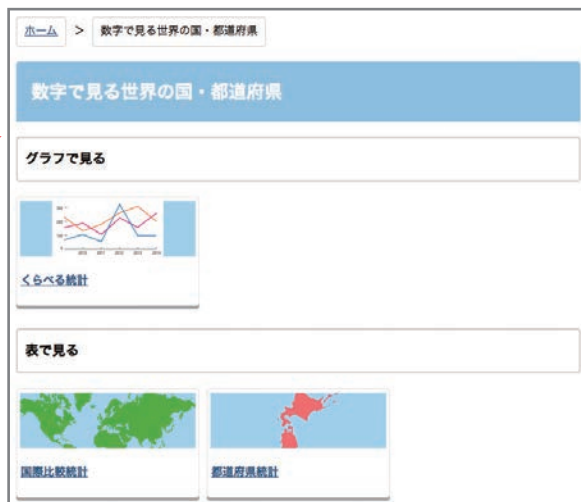 ホーム > 数字で見る世界の国・都道府県
数字で見る世界の国・都道府県
グラフで見る
くらべる統計
表で見る
国際比較統計 都道府県統計